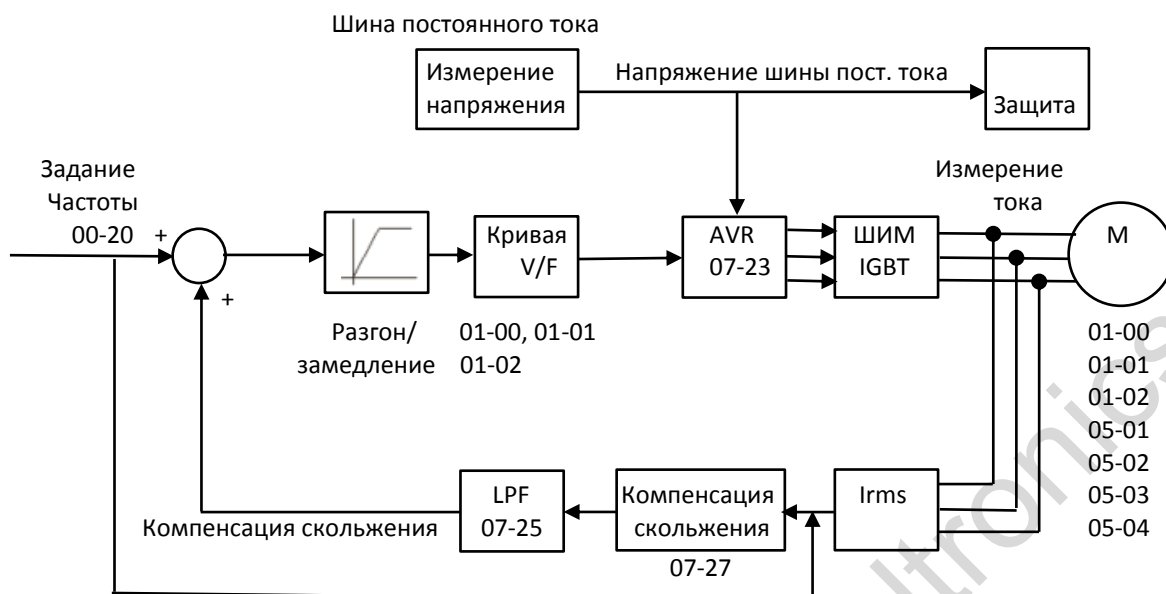 Шина постоянного тока
Измерение
напряжения
Напряжение шины пост. тока
Защита
Задание
Частоты
00-20
+
+
Разгон/
замедление
Кривая
V/F
01-00, 01-01
01-02
AVR
07-23
ШИМ
IGBT
Измерение
тока
М
01-00
01-01
01-02
05-01
05-02
05-03
05-04
Компенсация скольжения
LPF
07-25
Компенсация
скольжения
07-27
Irms
ltronics